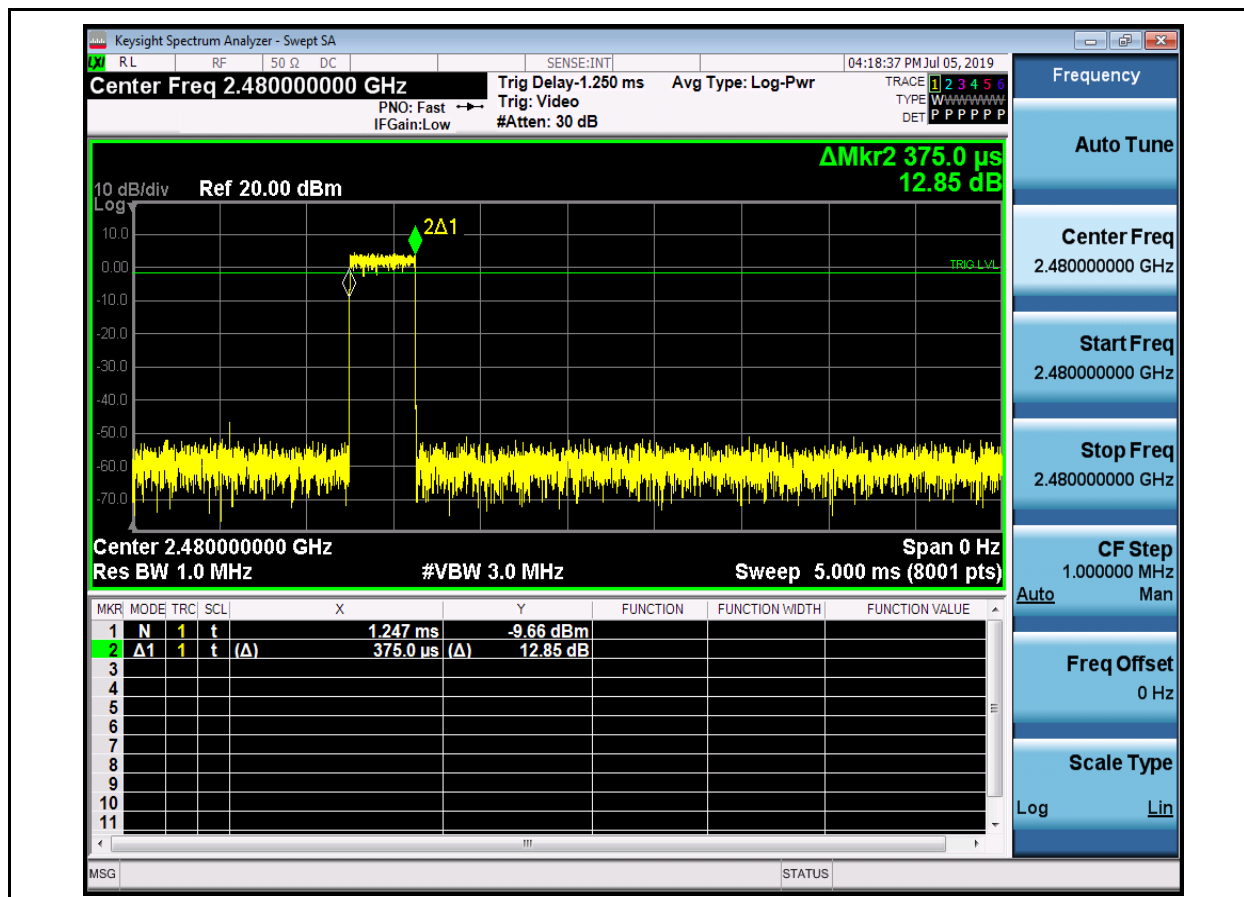 Keysight Spectrum Analyzer - Swept SA
LXI RL RF 50 Ω DC SENSE:INT 04:18:37 PM Jul 05, 2019
Center Freq 2.480000000 GHz
PNO: Fast
IFGain:Low
Trig Delay-1.250 ms
Trig: Video
#Atten: 30 dB
Avg Type: Log-Pwr
TRACE 1 2 3 4 5 6
TYPE WWWWWW
DET P P P P P P
ΔMkr2 375.0 µs
12.85 dB
10 dB/div Ref 20.00 dBm
Log
10.0
0.00
-10.0
-20.0
-30.0
-40.0
-50.0
-60.0
-70.0
2Δ1
TRIG LVL
Center 2.480000000 GHz Span 0 Hz
Res BW 1.0 MHz #VBW 3.0 MHz Sweep 5.000 ms (8001 pts)
MKR MODE TRC SCL X Y FUNCTION FUNCTION WIDTH FUNCTION VALUE
1 N 1 t 1.247 ms -9.66 dBm
2 Δ1 1 t (Δ) 375.0 µs (Δ) 12.85 dB
3
4
5
6
7
8
9
10
11
MSG STATUS
Frequency
Auto Tune
Center Freq
2.480000000 GHz
Start Freq
2.480000000 GHz
Stop Freq
2.480000000 GHz
CF Step
1.000000 MHz
Auto Man
Freq Offset
0 Hz
Scale Type
Log Lin